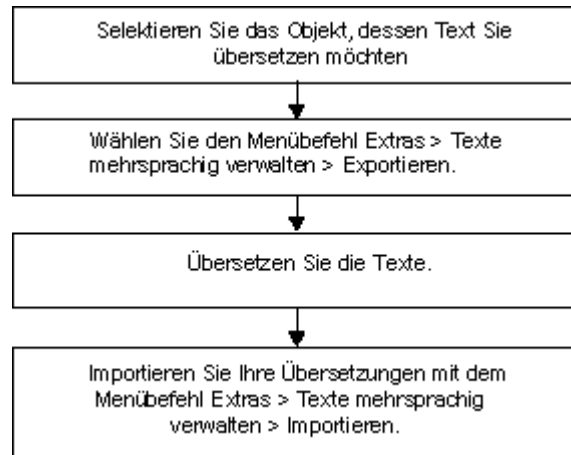 Selektieren Sie das Objekt, dessen Text Sie
übersetzen möchten
Wählen Sie den Menübefehl Extras > Texte
mehrsprachig verwalten > Exportieren.
Übersetzen Sie die Texte.
Importieren Sie Ihre Übersetzungen mit dem
Menübefehl Extras > Texte mehrsprachig
verwalten > Importieren.